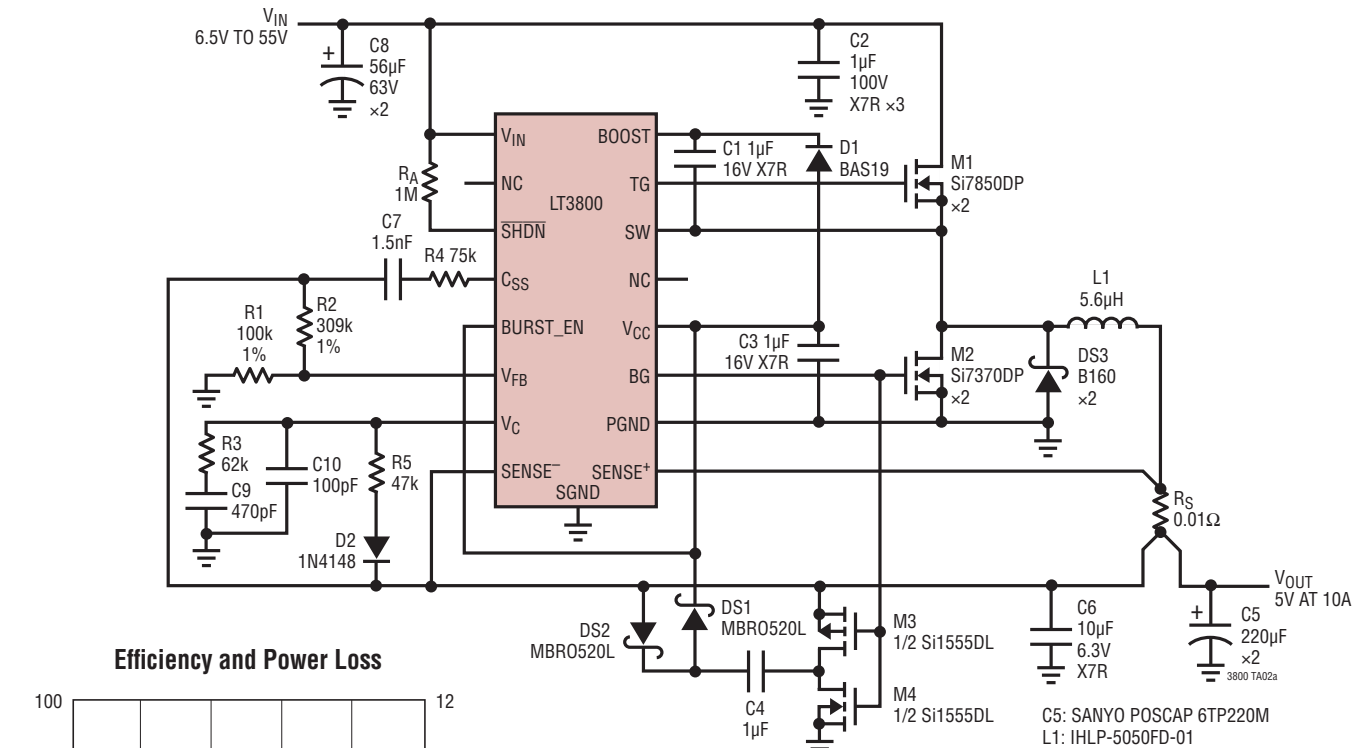 V_IN
6.5V TO 55V
+
C8
56µF
63V
×2
C2
1µF
100V
X7R ×3
R_A
1M
C7
1.5nF
R4 75k
R1
100k
1%
R2
309k
1%
R3
62k
C9
470pF
C10
100pF
R5
47k
D2
1N4148
LT3800
V_IN
NC
SHDN
C_SS
BURST_EN
V_FB
V_C
SENSE–
SGND
BOOST
TG
SW
NC
V_CC
BG
PGND
SENSE+
C1 1µF
16V X7R
D1
BAS19
C3 1µF
16V X7R
M1
Si7850DP
×2
M2
Si7370DP
×2
L1
5.6µH
DS3
B160
×2
R_S
0.01Ω
V_OUT
5V AT 10A
DS2
MBRO520L
DS1
MBRO520L
C4
1µF
M3
1/2 Si1555DL
M4
1/2 Si1555DL
C6
10µF
6.3V
X7R
+
C5
220µF
×2
3800 TA02a
C5: SANYO POSCAP 6TP220M
L1: IHLP-5050FD-01
Efficiency and Power Loss
100
12